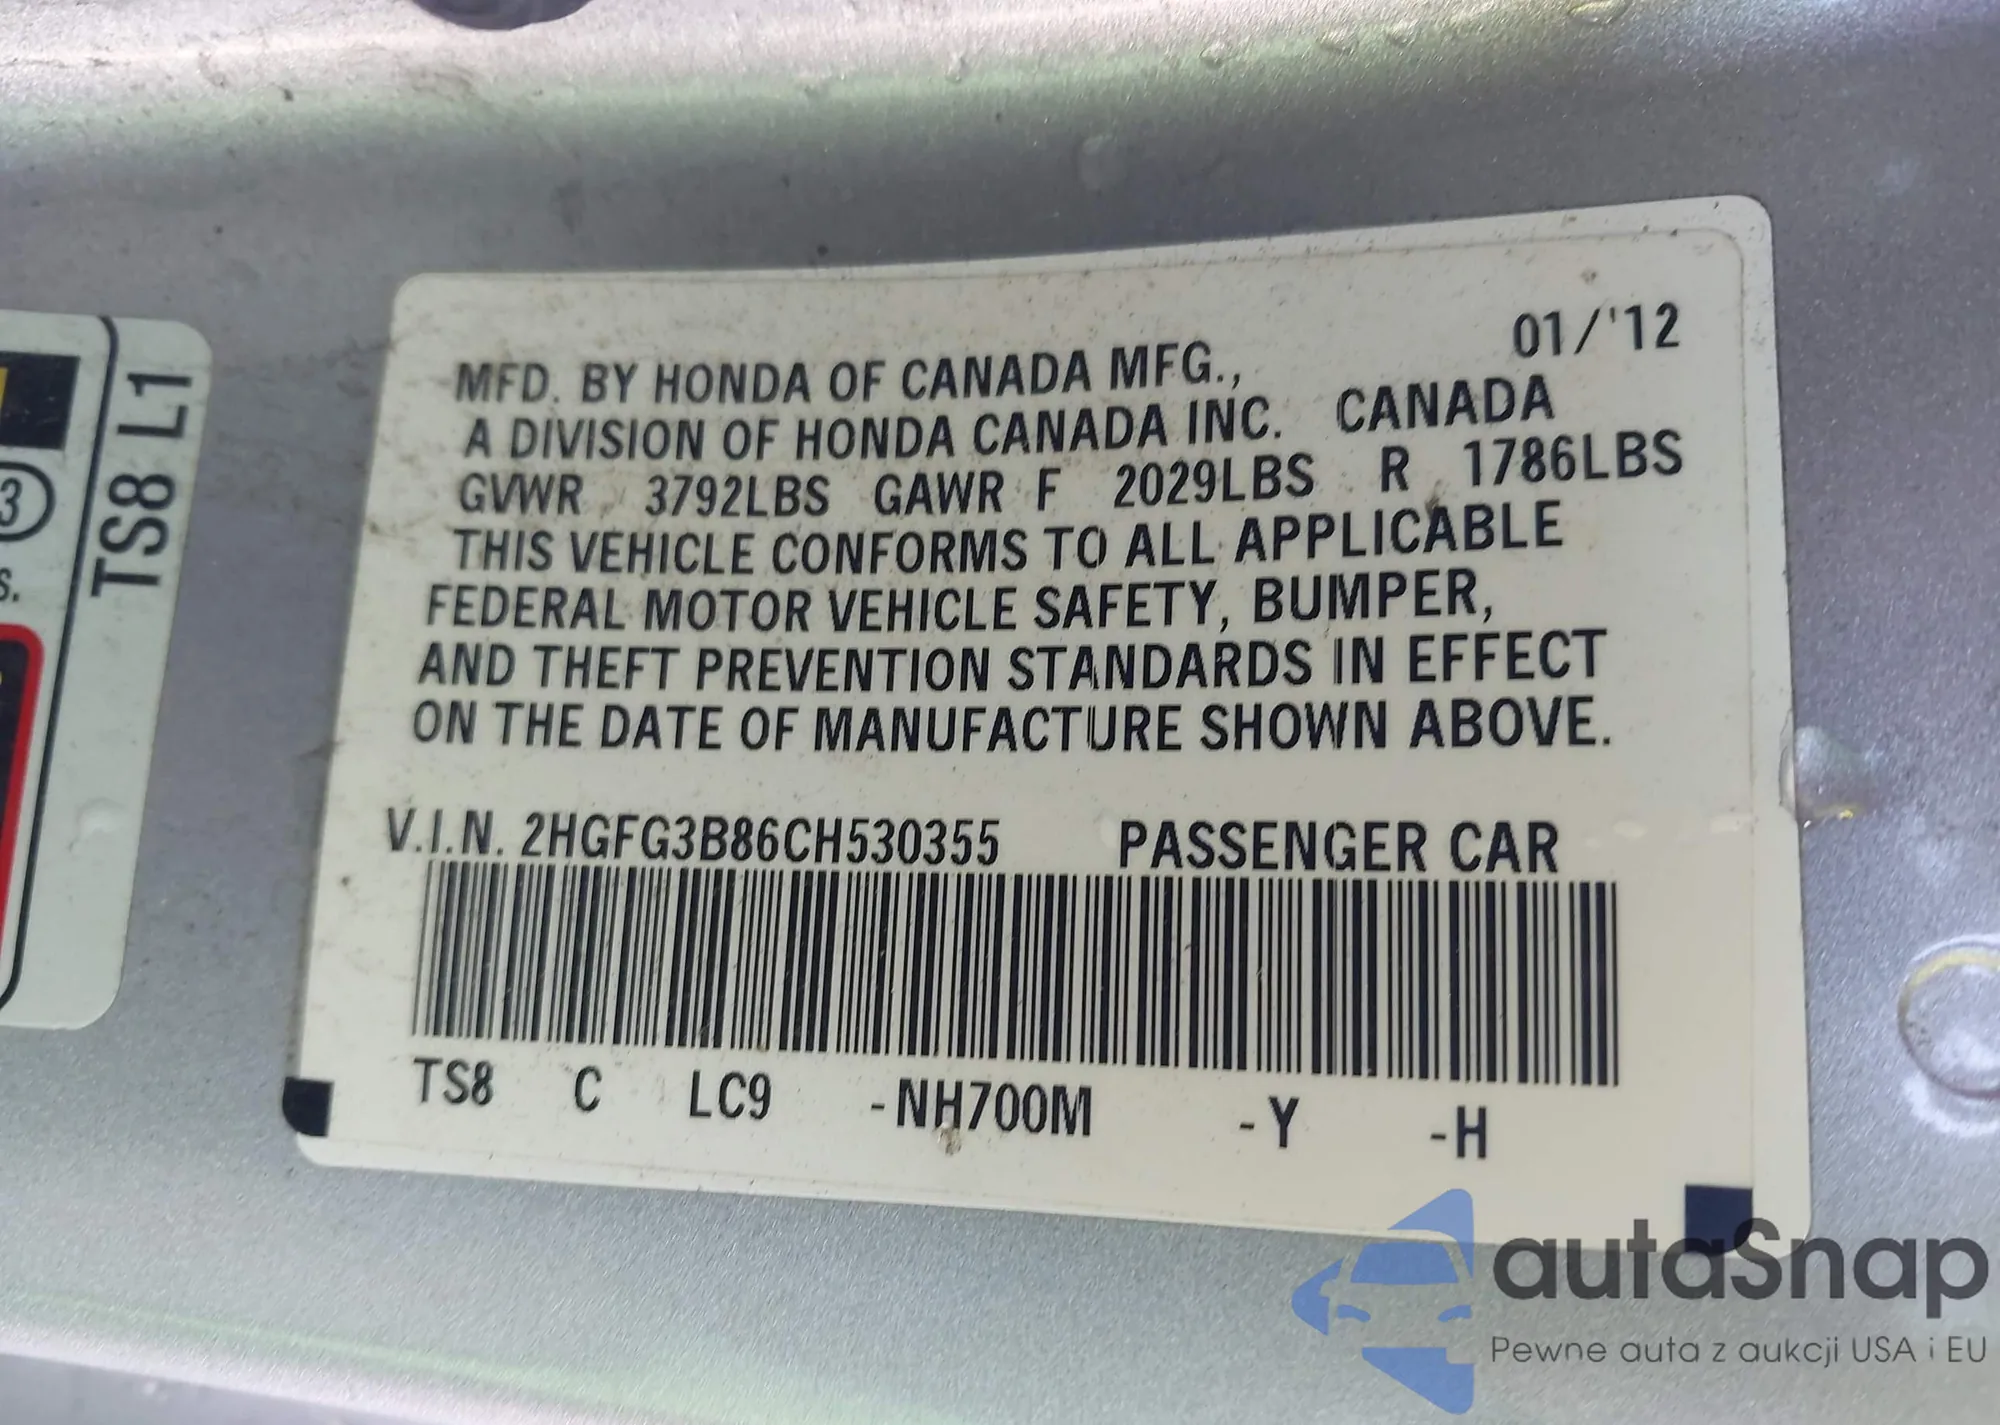 01/'12
MFD. BY HONDA OF CANADA MFG.,
A DIVISION OF HONDA CANADA INC. CANADA
GVWR 3792LBS GAWR F 2029LBS R 1786LBS
THIS VEHICLE CONFORMS TO ALL APPLICABLE
FEDERAL MOTOR VEHICLE SAFETY, BUMPER,
AND THEFT PREVENTION STANDARDS IN EFFECT
ON THE DATE OF MANUFACTURE SHOWN ABOVE.
V.I.N. 2HGFG3B86CH530355 PASSENGER CAR
TS8 C LC9 -NH700M -Y -H
TS8 L1
3
s.
autaSnap
Pewne auta z aukcji USA i EU